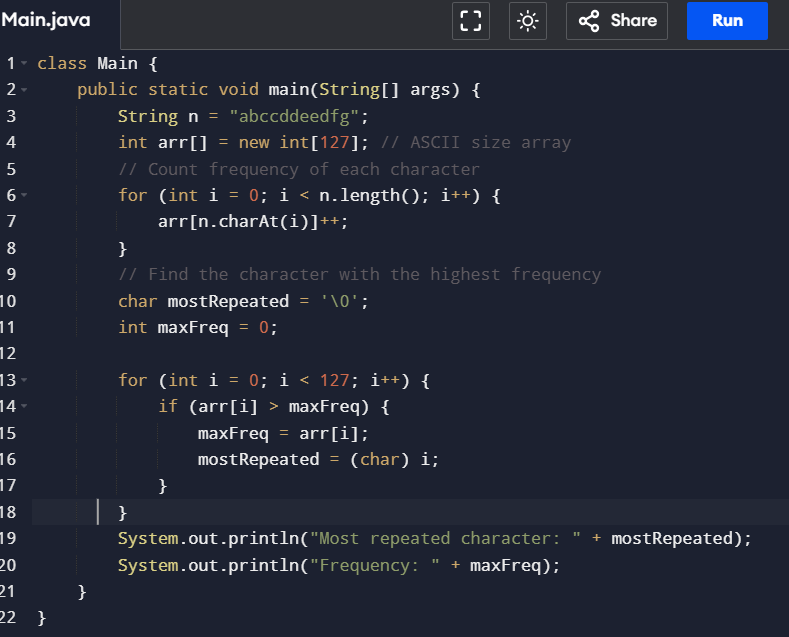 Main.java
Share
Run
1 class Main {
2     public static void main(String[] args) {
3         String n = "abccddeedfg";
4         int arr[] = new int[127]; // ASCII size array
5         // Count frequency of each character
6         for (int i = 0; i < n.length(); i++) {
7             arr[n.charAt(i)]++;
8         }
9         // Find the character with the highest frequency
10         char mostRepeated = '\0';
11         int maxFreq = 0;
12
13         for (int i = 0; i < 127; i++) {
14             if (arr[i] > maxFreq) {
15                 maxFreq = arr[i];
16                 mostRepeated = (char) i;
17             }
18         }
19         System.out.println("Most repeated character: " + mostRepeated);
20         System.out.println("Frequency: " + maxFreq);
21     }
22 }